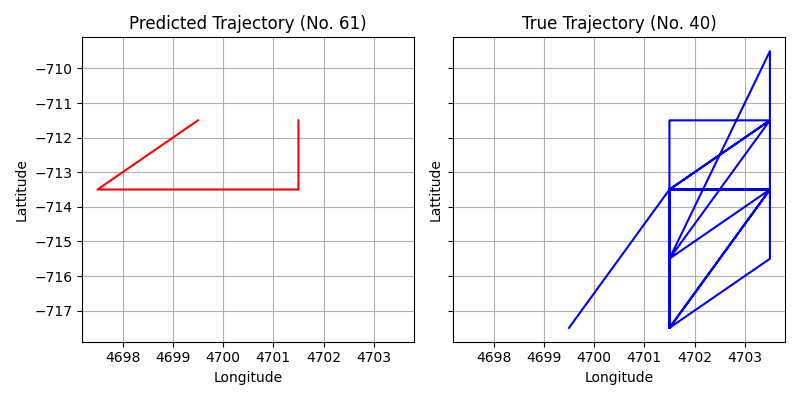 Predicted Trajectory (No. 61)
−710
−711
−712
−713
−714
−715
−716
−717
Lattitude
4698 4699 4700 4701 4702 4703
Longitude
True Trajectory (No. 40)
Lattitude
4698 4699 4700 4701 4702 4703
Longitude